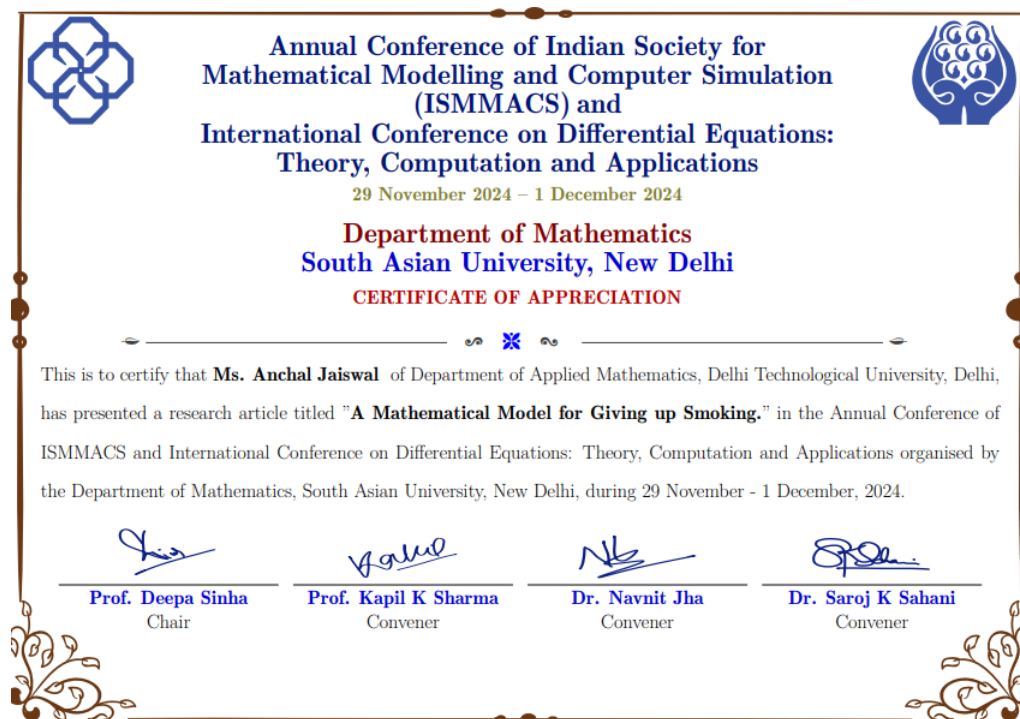 Annual Conference of Indian Society for
Mathematical Modelling and Computer Simulation
(ISMMACS) and
International Conference on Differential Equations:
Theory, Computation and Applications
29 November 2024 – 1 December 2024
Department of Mathematics
South Asian University, New Delhi
CERTIFICATE OF APPRECIATION
This is to certify that Ms. Anchal Jaiswal of Department of Applied Mathematics, Delhi Technological University, Delhi,
has presented a research article titled "A Mathematical Model for Giving up Smoking." in the Annual Conference of
ISMMACS and International Conference on Differential Equations: Theory, Computation and Applications organised by
the Department of Mathematics, South Asian University, New Delhi, during 29 November - 1 December, 2024.
Prof. Deepa Sinha Prof. Kapil K Sharma Dr. Navnit Jha Dr. Saroj K Sahani
Chair Convener Convener Convener